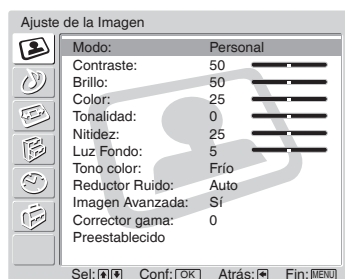 Ajuste de la Imagen
Modo: Personal
Contraste: 50
Brillo: 50
Color: 25
Tonalidad: 0
Nitidez: 25
Luz Fondo: 5
Tono color: Frío
Reductor Ruido: Auto
Imagen Avanzada: Sí
Corrector gama: 0
Preestablecido
Sel: Conf: OK Atrás: Fin: MENU